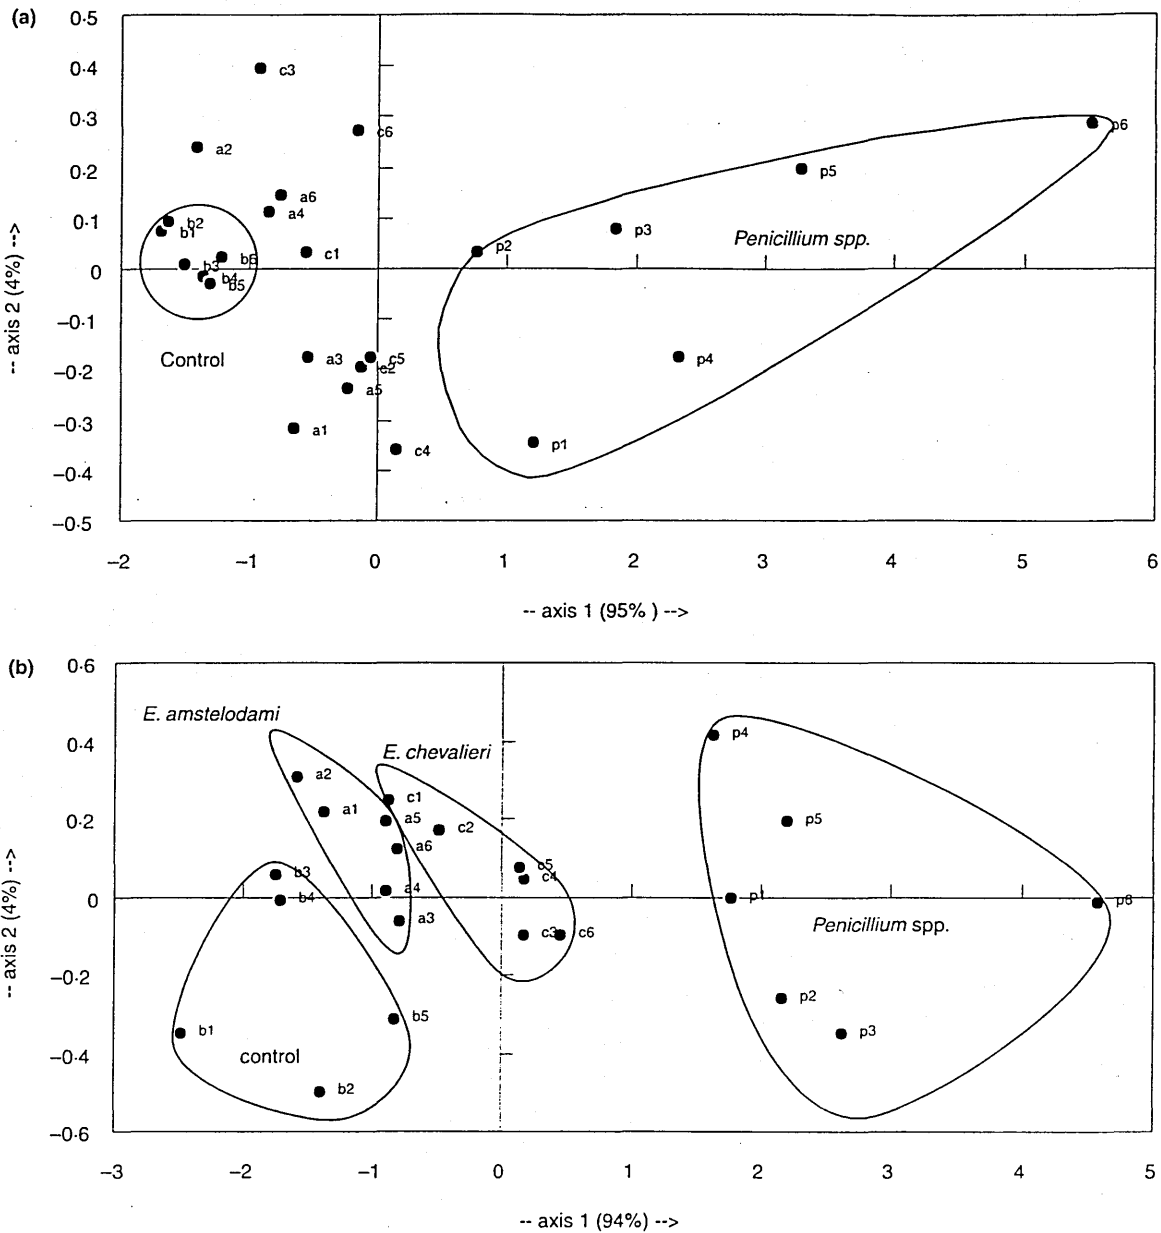 (a)
0·5
0·4
0·3
0·2
0·1
0
−0·1
−0·2
−0·3
−0·4
−0·5
-- axis 2 (4%) -->
c3
c6
a2
a6
a4
b2
b1
c1
b6
b3
b4
b5
Control
a3
c5
c2
a5
a1
c4
p6
p5
p3
Penicillium spp.
p2
p4
p1
−2 −1 0 1 2 3 4 5 6
-- axis 1 (95% ) -->
(b)
0·6
0·4
0·2
0
−0·2
−0·4
−0·6
-- axis 2 (4%) -->
E. amstelodami
E. chevalieri
a2
a1
c1
a5
c2
a6
b3
b4
a4
a3
c5
c4
c3
c6
b1
b5
control
b2
p4
p5
p1
p6
Penicillium spp.
p2
p3
−3 −2 −1 0 1 2 3 4 5
-- axis 1 (94%) -->